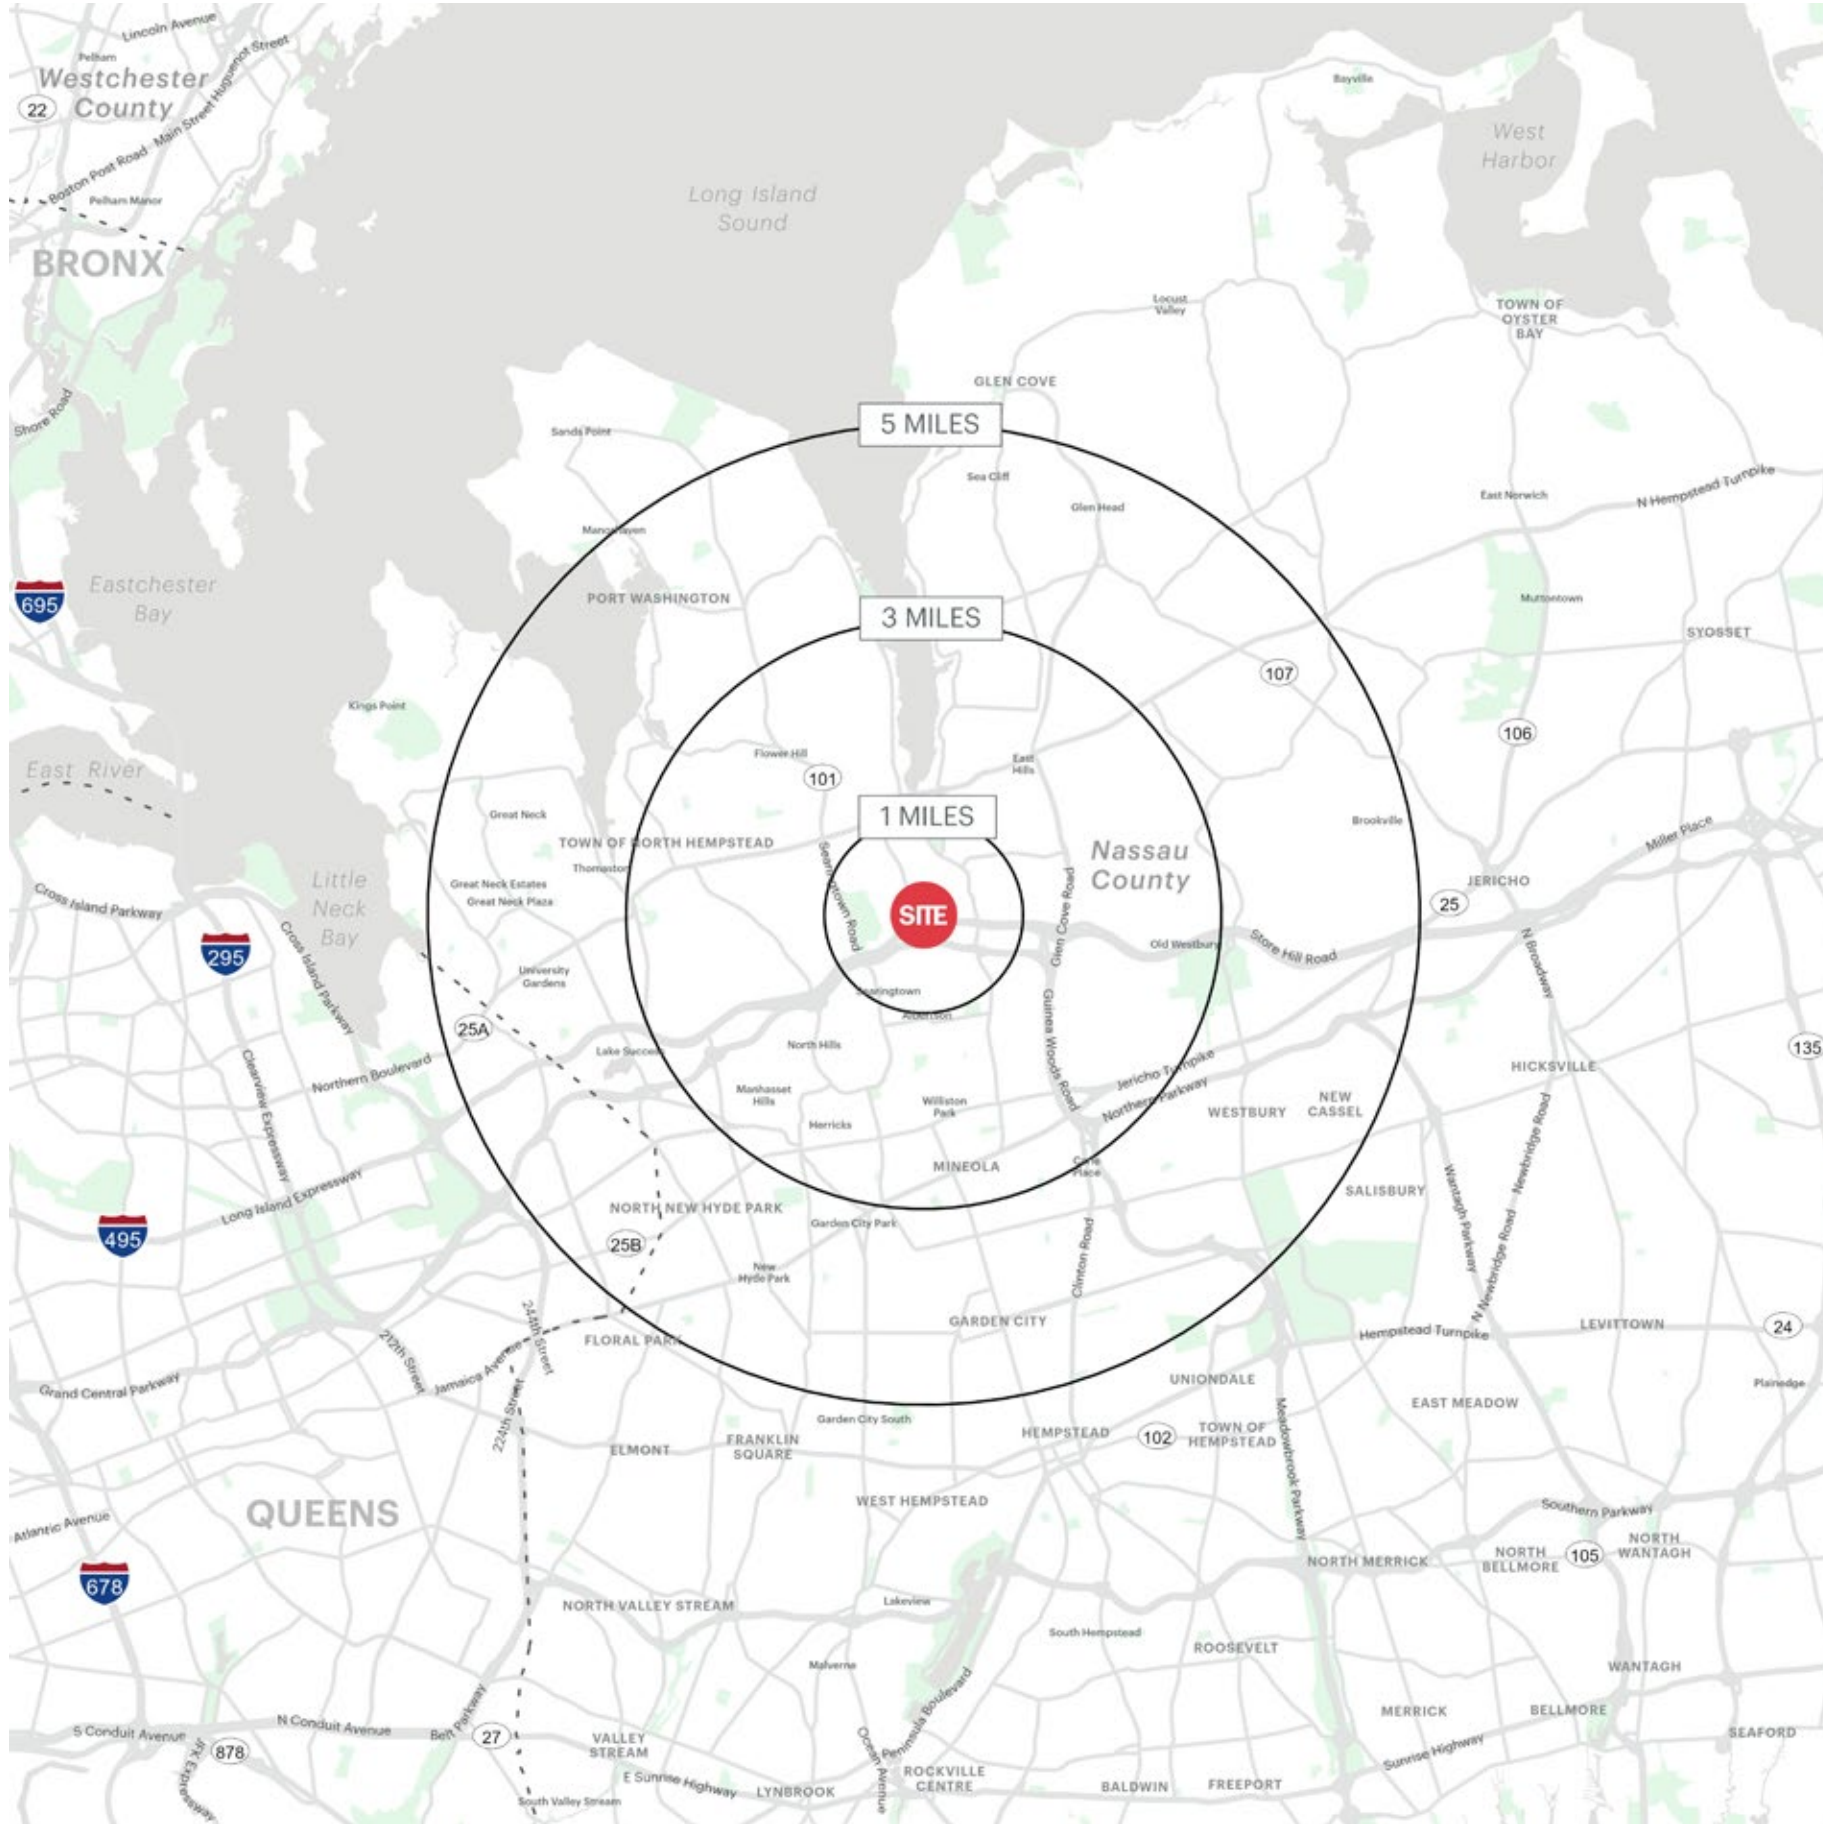 Lincoln Avenue
Pelham
Westchester
County
22
Main Street Huguenot Street
Boston Post Road
Pelham Manor
BRONX
Long Island
Sound
Bayville
West
Harbor
Locust
Valley
TOWN OF
OYSTER
BAY
GLEN COVE
Shore Road
5 MILES
Sands Point
Sea Cliff
Glen Head
East Norwich
N Hempstead Turnpike
Manorhaven
695
Eastchester
Bay
PORT WASHINGTON
3 MILES
Muttontown
SYOSSET
107
Kings Point
106
East River
Flower Hill
101
East
Hills
1 MILES
Great Neck
TOWN OF NORTH HEMPSTEAD
Thomaston
Brookville
Miller Place
Nassau
County
Little
Neck
Bay
Great Neck Estates
Great Neck Plaza
Searingtown Road
SITE
Glen Cove Road
JERICHO
25
Cross Island Parkway
295
Cross Island Parkway
Old Westbury
Store Hill Road
N Broadway
University
Gardens
Searingtown
Albertson
25A
Guinea Woods Road
Lake Success
North Hills
135
HICKSVILLE
Clearview Expressway
Northern Boulevard
Jericho Turnpike
Northern Parkway
Manhasset
Hills
Williston
Park
Herricks
WESTBURY
NEW
CASSEL
MINEOLA
Carle
Place
Newbridge Road
Wantagh Parkway
SALISBURY
Long Island Expressway
495
NORTH NEW HYDE PARK
Garden City Park
25B
Clinton Road
N Newbridge Road
New
Hyde Park
GARDEN CITY
244th Street
FLORAL PARK
Hempstead Turnpike
LEVITTOWN
24
212th Street
Jamaica Avenue
Grand Central Parkway
224th Street
UNIONDALE
Plainedge
EAST MEADOW
Garden City South
HEMPSTEAD
102
TOWN OF
HEMPSTEAD
Meadowbrook Parkway
ELMONT
FRANKLIN
SQUARE
WEST HEMPSTEAD
QUEENS
Atlantic Avenue
Southern Parkway
678
NORTH MERRICK
NORTH
BELLMORE
105
NORTH
WANTAGH
NORTH VALLEY STREAM
Lakeview
South Hempstead
ROOSEVELT
Malverne
WANTAGH
Peninsula Boulevard
MERRICK
BELLMORE
SEAFORD
S Conduit Avenue
N Conduit Avenue
Belt Parkway
27
878
JFK Expressway
VALLEY
STREAM
Ocean Avenue
Sunrise Highway
E Sunrise Highway
LYNBROOK
ROCKVILLE
CENTRE
BALDWIN
FREEPORT
South Valley Stream